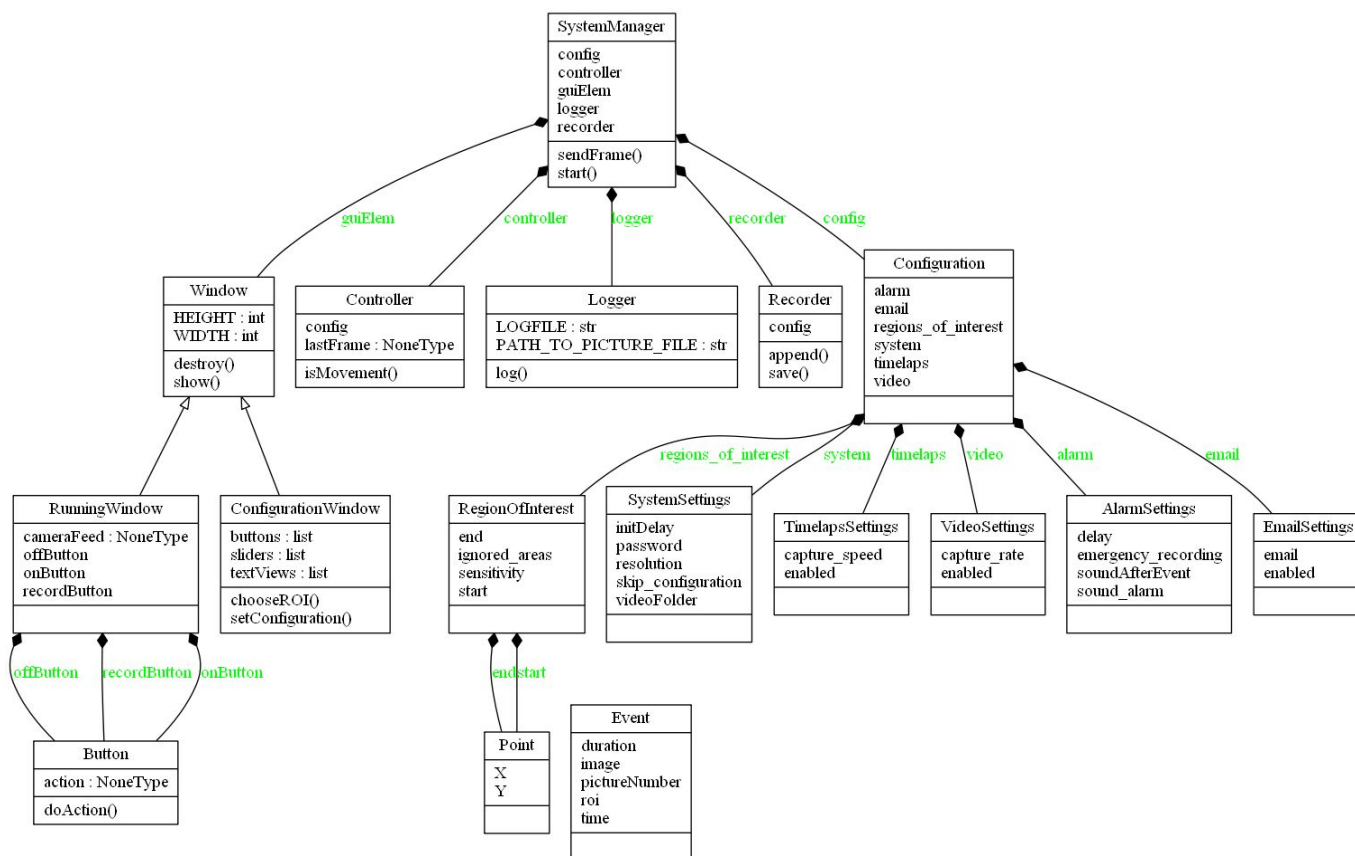 SystemManager
config
controller
guiElem
logger
recorder
sendFrame()
start()
guiElem
controller
logger
recorder
config
Window
HEIGHT : int
WIDTH : int
destroy()
show()
Controller
config
lastFrame : NoneType
isMovement()
Logger
LOGFILE : str
PATH_TO_PICTURE_FILE : str
log()
Recorder
config
append()
save()
Configuration
alarm
email
regions_of_interest
system
timelaps
video
regions_of_interest
system
timelaps
video
alarm
email
RunningWindow
cameraFeed : NoneType
offButton
onButton
recordButton
ConfigurationWindow
buttons : list
sliders : list
textViews : list
chooseROI()
setConfiguration()
RegionOfInterest
end
ignored_areas
sensitivity
start
SystemSettings
initDelay
password
resolution
skip_configuration
videoFolder
TimelapsSettings
capture_speed
enabled
VideoSettings
capture_rate
enabled
AlarmSettings
delay
emergency_recording
soundAfterEvent
sound_alarm
EmailSettings
email
enabled
offButton
recordButton
onButton
end
start
Button
action : NoneType
doAction()
Point
X
Y
Event
duration
image
pictureNumber
roi
time